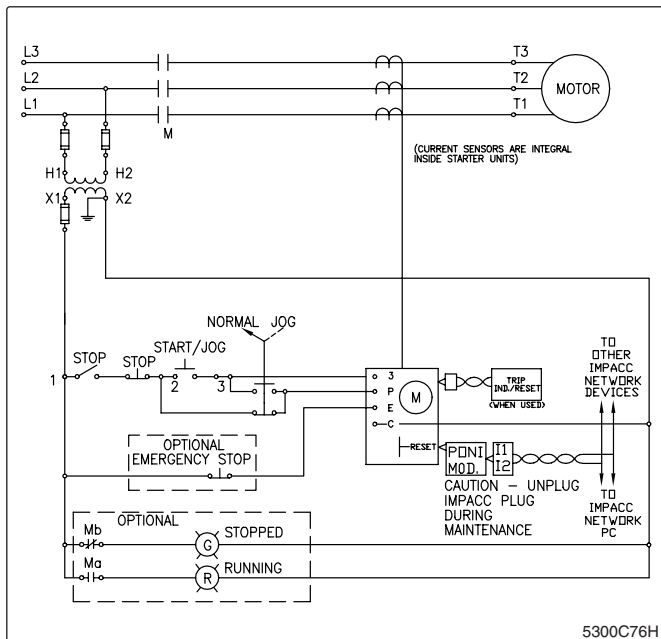 L3
T3
L2
T2
MOTOR
L1
T1
M
(CURRENT SENSORS ARE INTEGRAL
INSIDE STARTER UNITS)
H1
H2
X1
X2
NORMAL JOG
STOP
STOP
START/JOG
1
2
3
3
P
E
C
M
RESET
TRIP
IND./RESET
(WHEN USED)
TO
OTHER
IMPACC
NETWORK
DEVICES
OPTIONAL
EMERGENCY STOP
PONI
MOD.
I1
I2
CAUTION – UNPLUG
IMPACC PLUG
DURING
MAINTENANCE
TO
IMPACC
NETWORK
PC
OPTIONAL
Mb
G
STOPPED
Ma
R
RUNNING
5300C76H